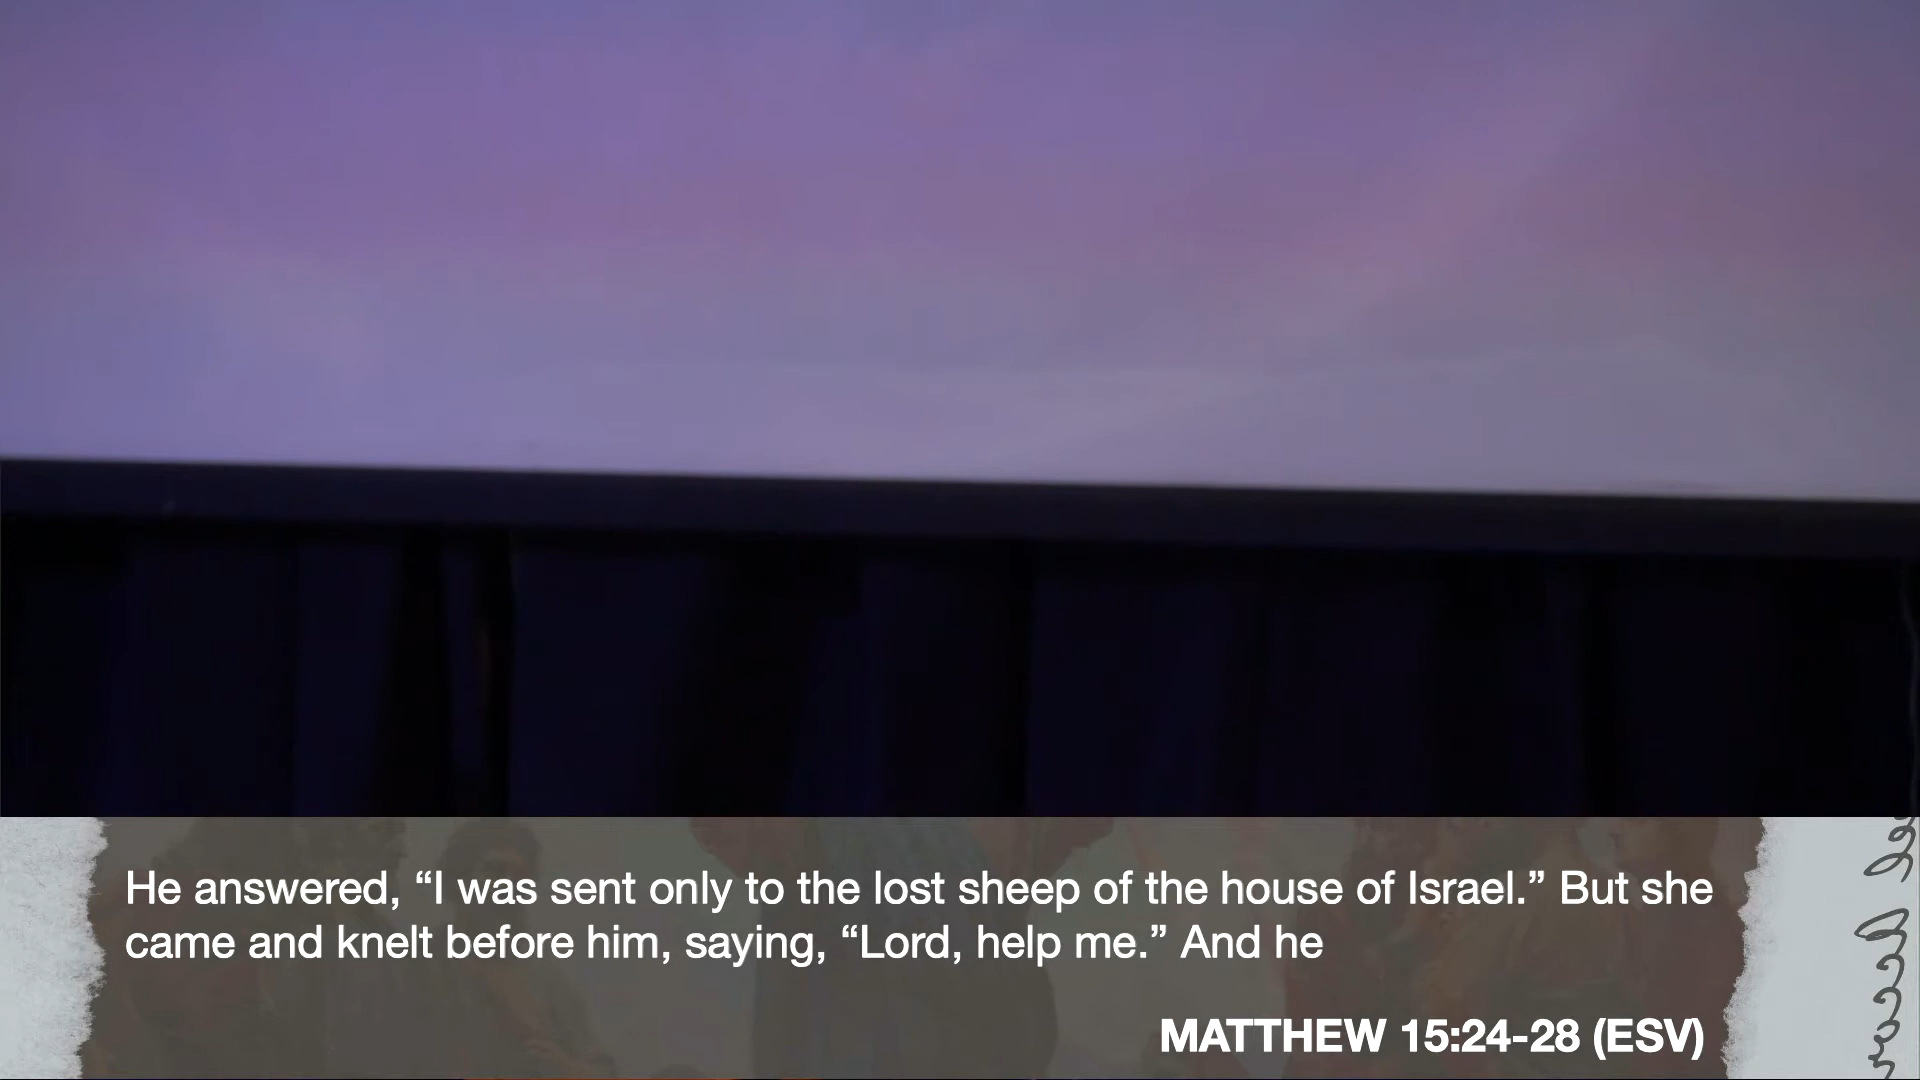 He answered, “I was sent only to the lost sheep of the house of Israel.” But she
came and knelt before him, saying, “Lord, help me.” And he
MATTHEW 15:24-28 (ESV)